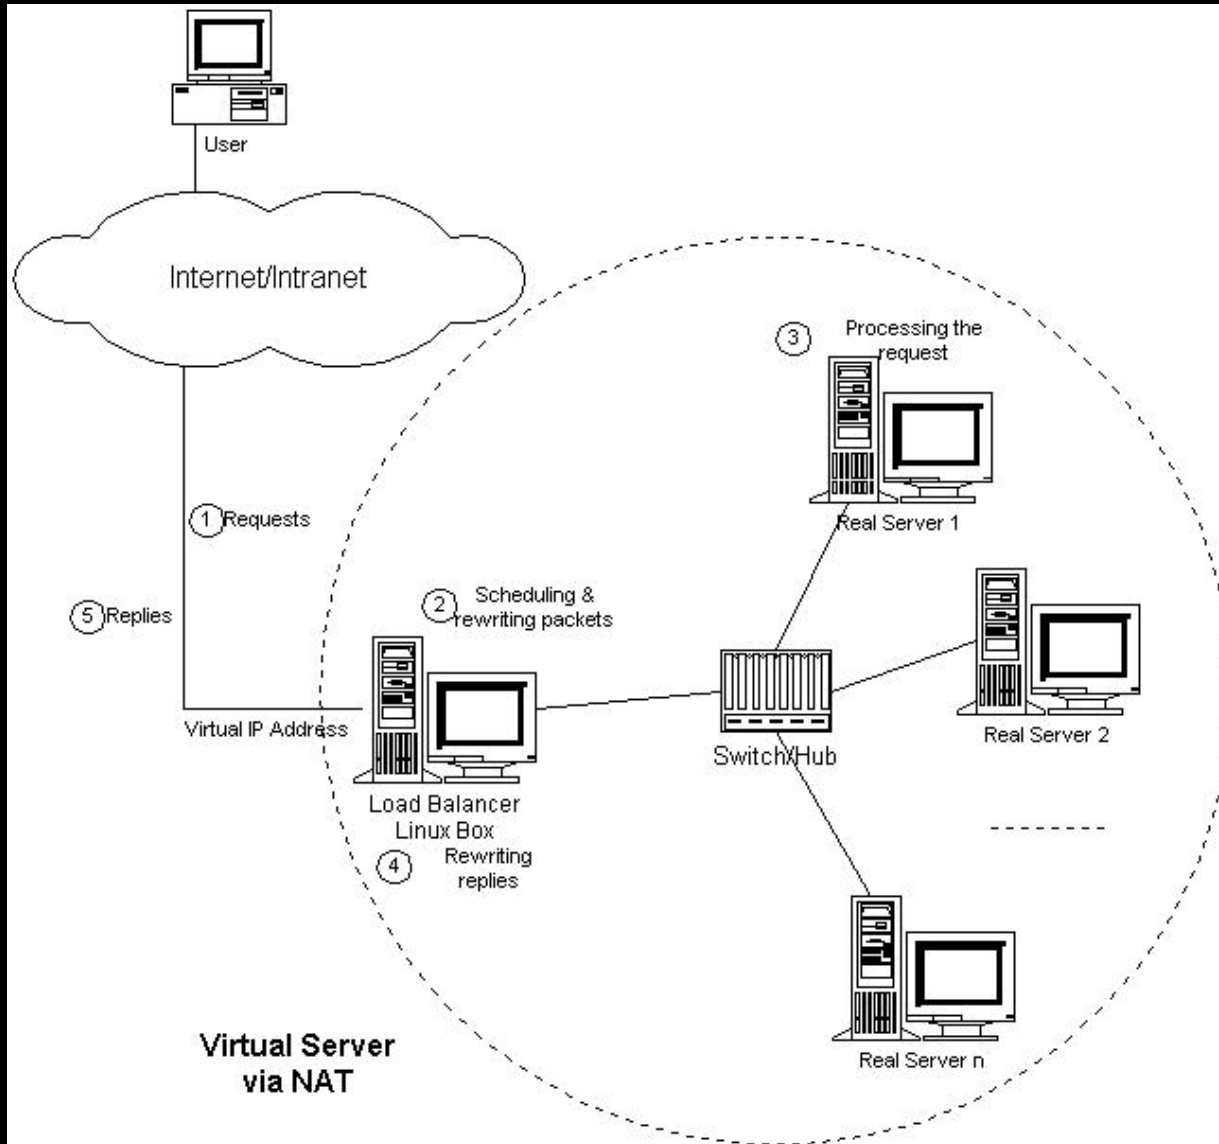 User
Internet/Intranet
3
Processing the
request
Real Server 1
1
Requests
5
Replies
2
Scheduling &
rewriting packets
Virtual IP Address
Load Balancer
Linux Box
4
Rewriting
replies
Switch/Hub
Real Server 2
Real Server n
Virtual Server
via NAT